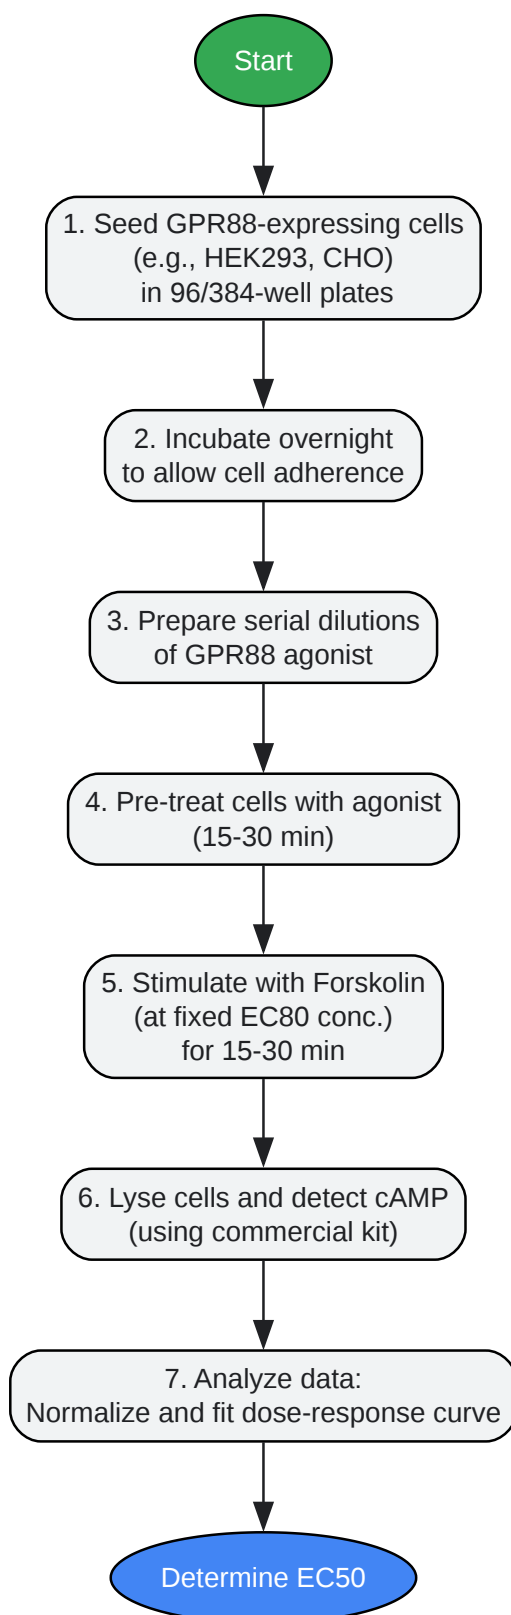 Start
1. Seed GPR88-expressing cells
(e.g., HEK293, CHO)
in 96/384-well plates
2. Incubate overnight
to allow cell adherence
3. Prepare serial dilutions
of GPR88 agonist
4. Pre-treat cells with agonist
(15-30 min)
5. Stimulate with Forskolin
(at fixed EC80 conc.)
for 15-30 min
6. Lyse cells and detect cAMP
(using commercial kit)
7. Analyze data:
Normalize and fit dose-response curve
Determine EC50